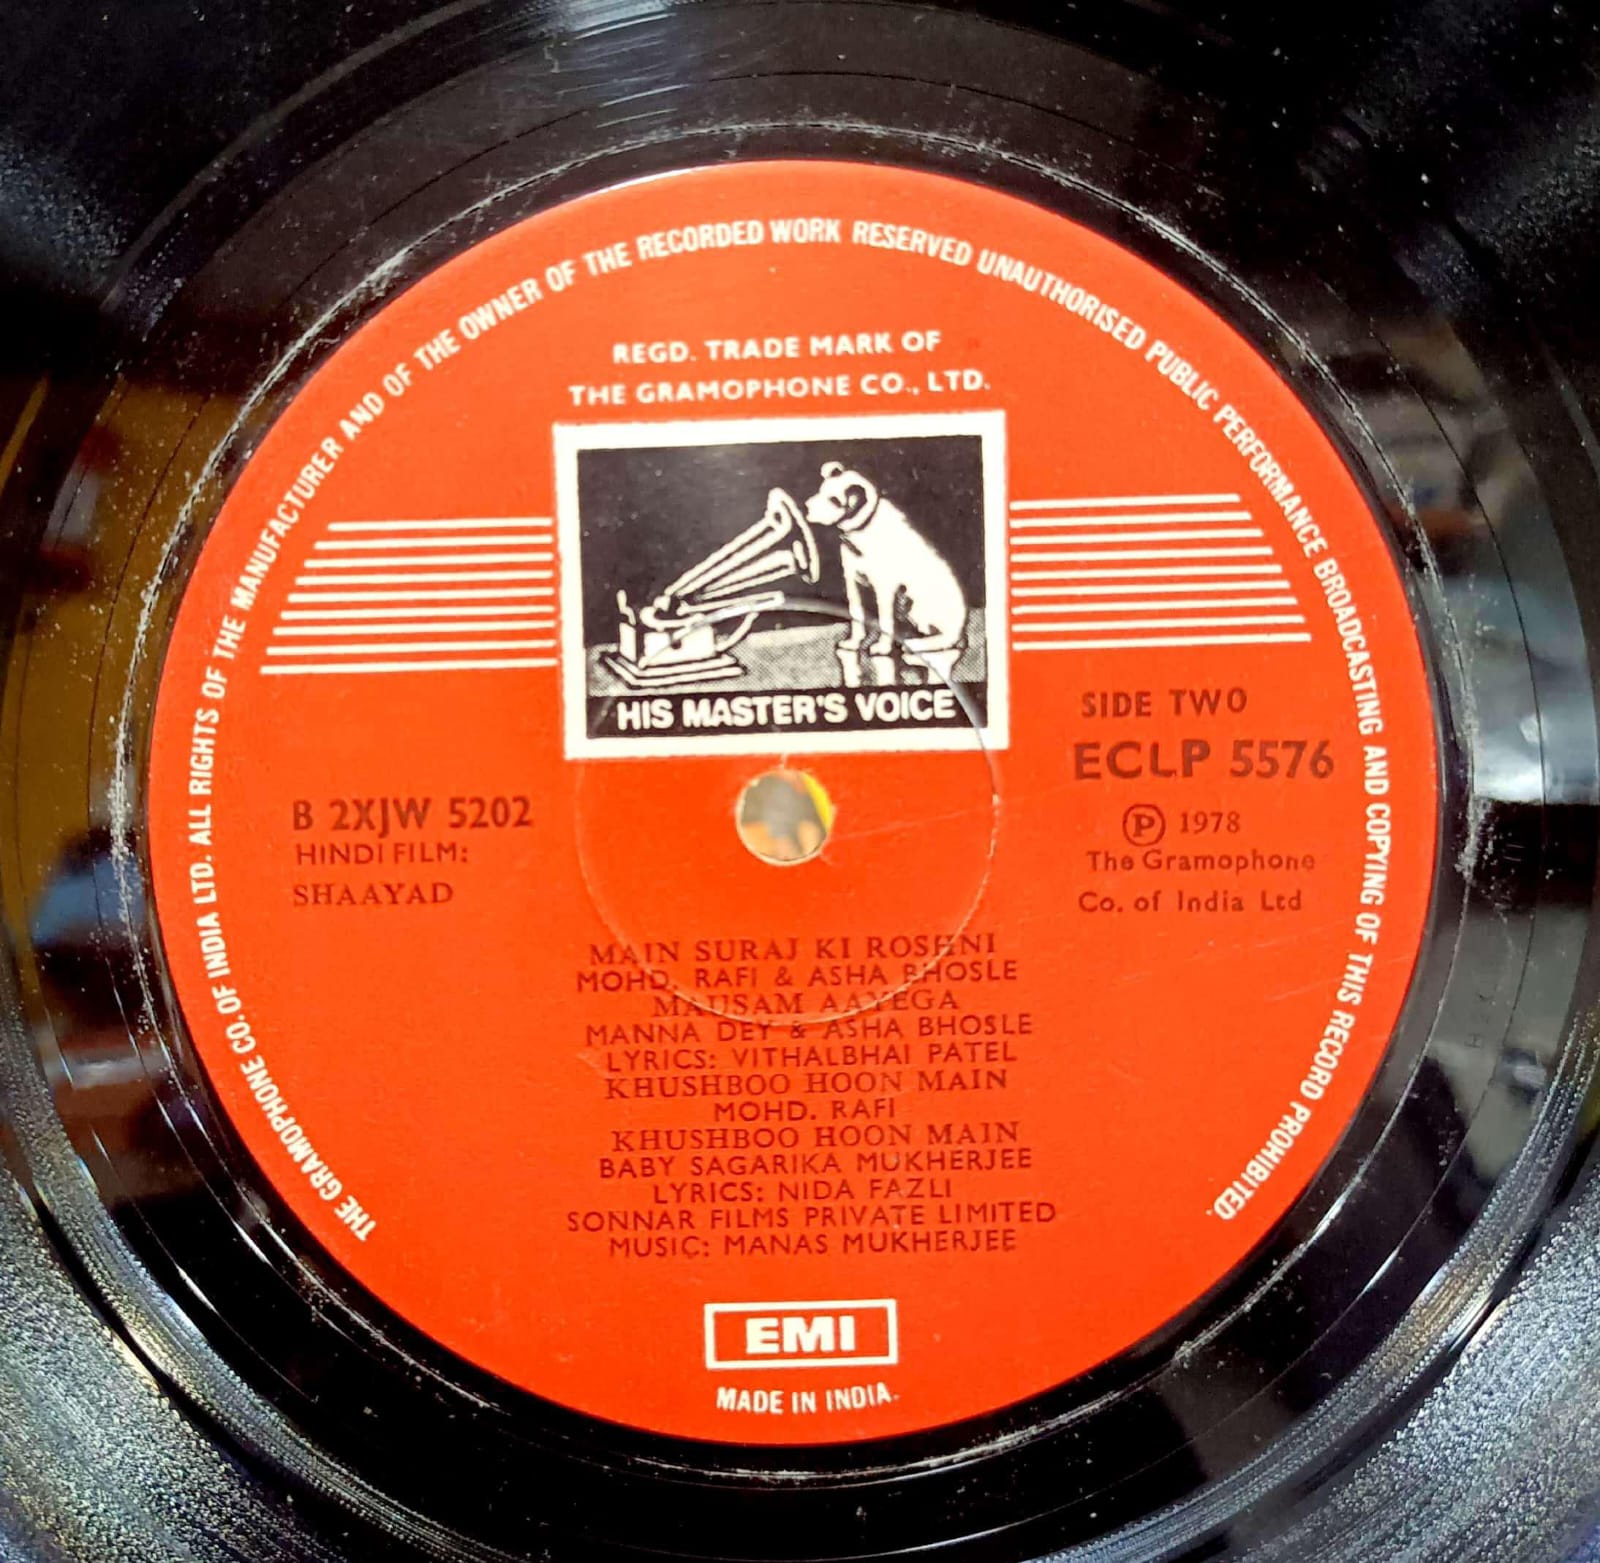 THE GRAMOPHONE CO. OF INDIA LTD. ALL RIGHTS OF THE MANUFACTURER AND OF THE OWNER OF THE RECORDED WORK RESERVED UNAUTHORISED PUBLIC PERFORMANCE BROADCASTING AND COPYING OF THIS RECORD PROHIBITED.
REGD. TRADE MARK OF
THE GRAMOPHONE CO., LTD.
HIS MASTER'S VOICE
SIDE TWO
ECLP 5576
Ⓟ 1978
The Gramophone
Co. of India Ltd
B 2XJW 5202
HINDI FILM:
SHAAYAD
MAIN SURAJ KI ROSHNI
MOHD. RAFI & ASHA BHOSLE
MAUSAM AAYEGA
MANNA DEY & ASHA BHOSLE
LYRICS: VITHALBHAI PATEL
KHUSHBOO HOON MAIN
MOHD. RAFI
KHUSHBOO HOON MAIN
BABY SAGARIKA MUKHERJEE
LYRICS: NIDA FAZLI
SONNAR FILMS PRIVATE LIMITED
MUSIC: MANAS MUKHERJEE
EMI
MADE IN INDIA.